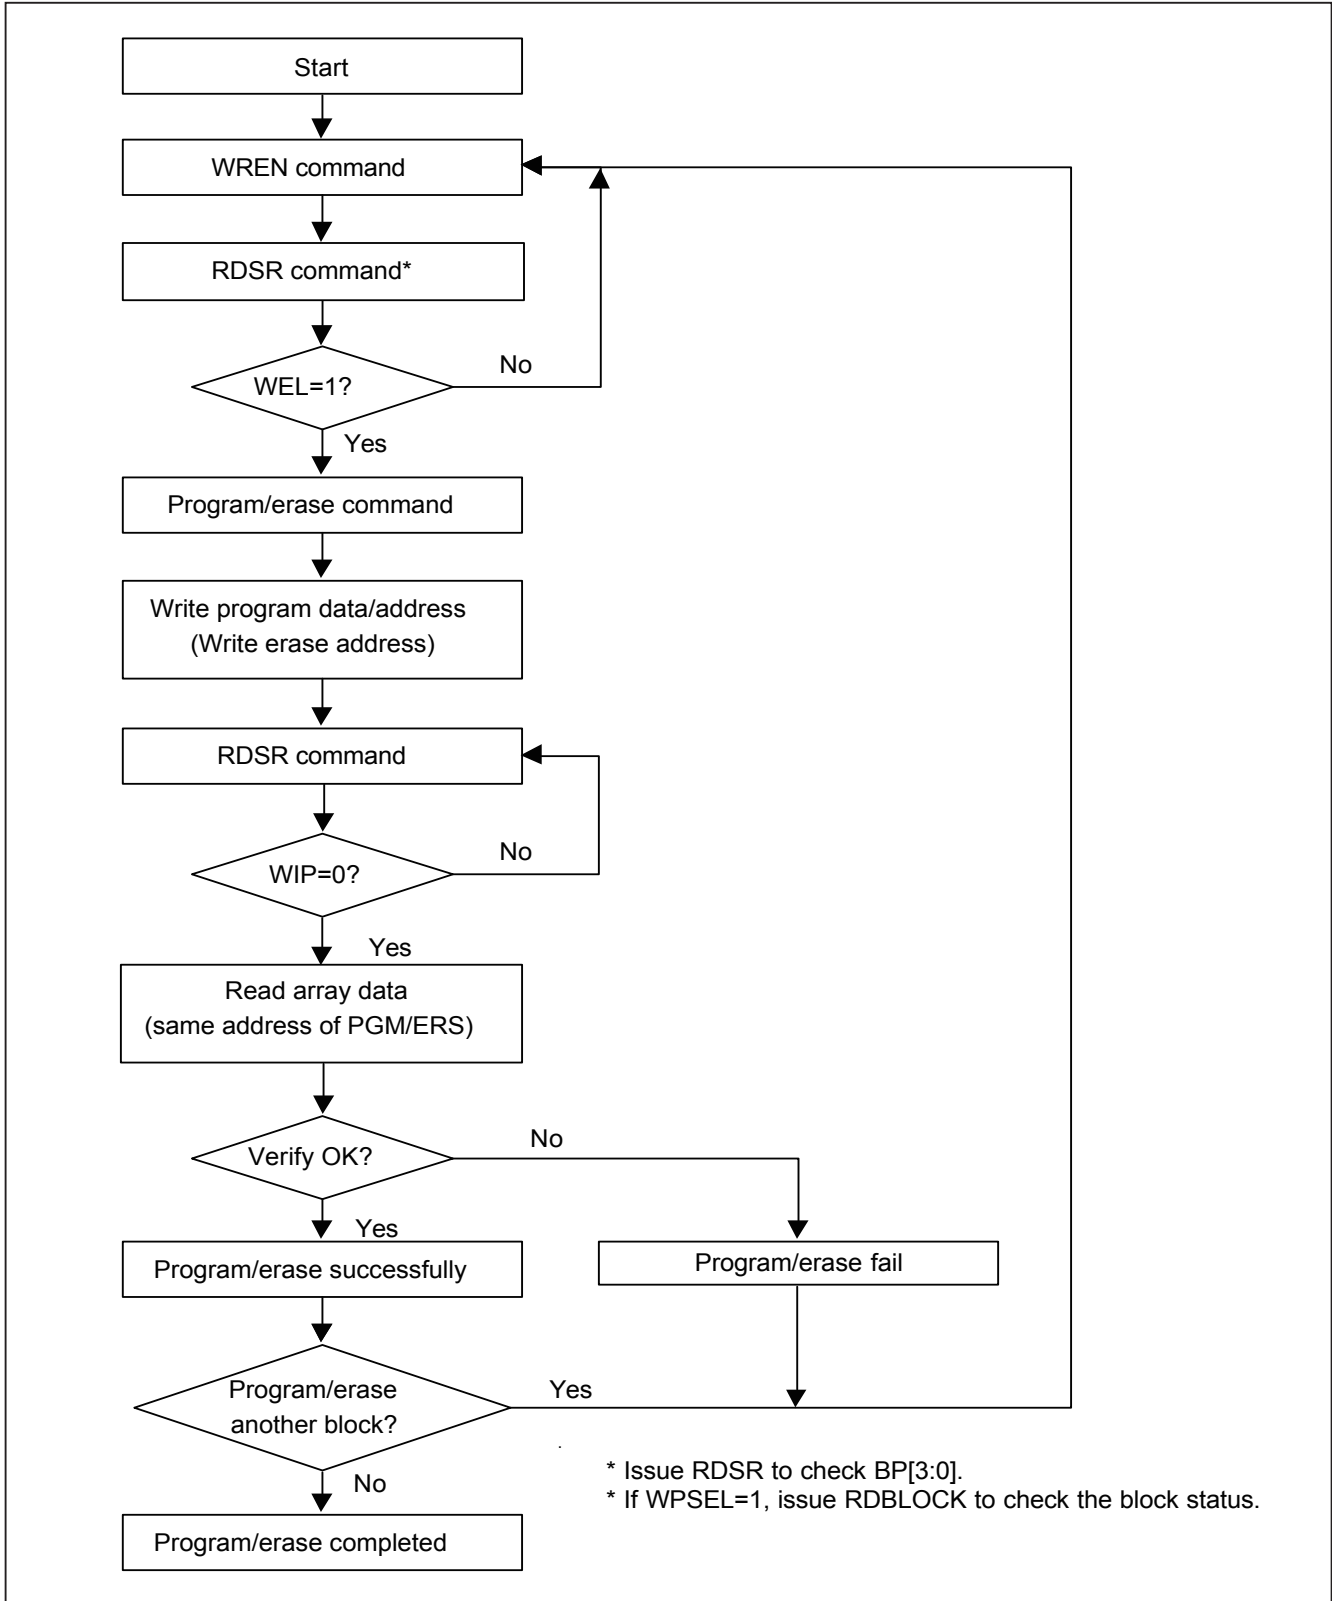 Start
WREN command
RDSR command*
WEL=1?
No
Yes
Program/erase command
Write program data/address
(Write erase address)
RDSR command
WIP=0?
No
Yes
Read array data
(same address of PGM/ERS)
Verify OK?
No
Yes
Program/erase successfully
Program/erase fail
Program/erase
another block?
Yes
No
* Issue RDSR to check BP[3:0].
* If WPSEL=1, issue RDBLOCK to check the block status.
Program/erase completed